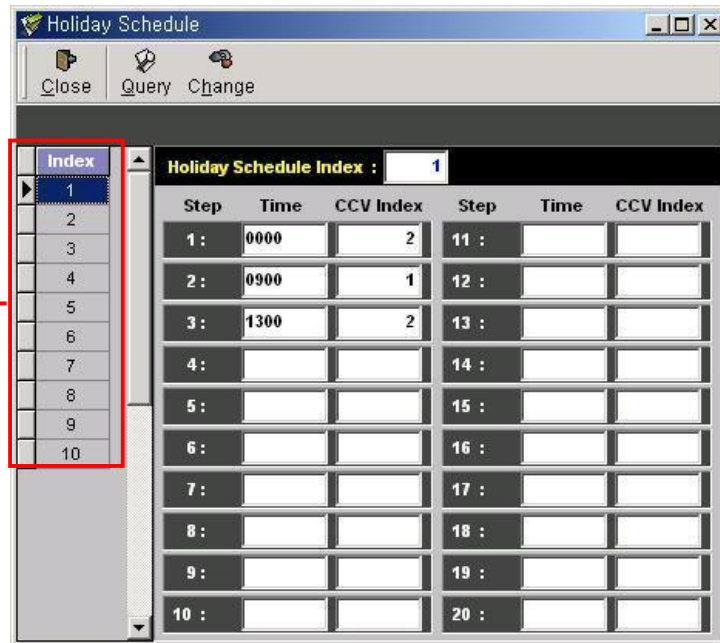 Holiday Schedule
Close Query Change
Index
1
2
3
4
5
6
7
8
9
10
Holiday Schedule Index : 1
Step Time CCV Index Step Time CCV Index
1 : 0000 2 11 :
2 : 0900 1 12 :
3 : 1300 2 13 :
4 : 14 :
5 : 15 :
6 : 16 :
7 : 17 :
8 : 18 :
9 : 19 :
10 : 20 :